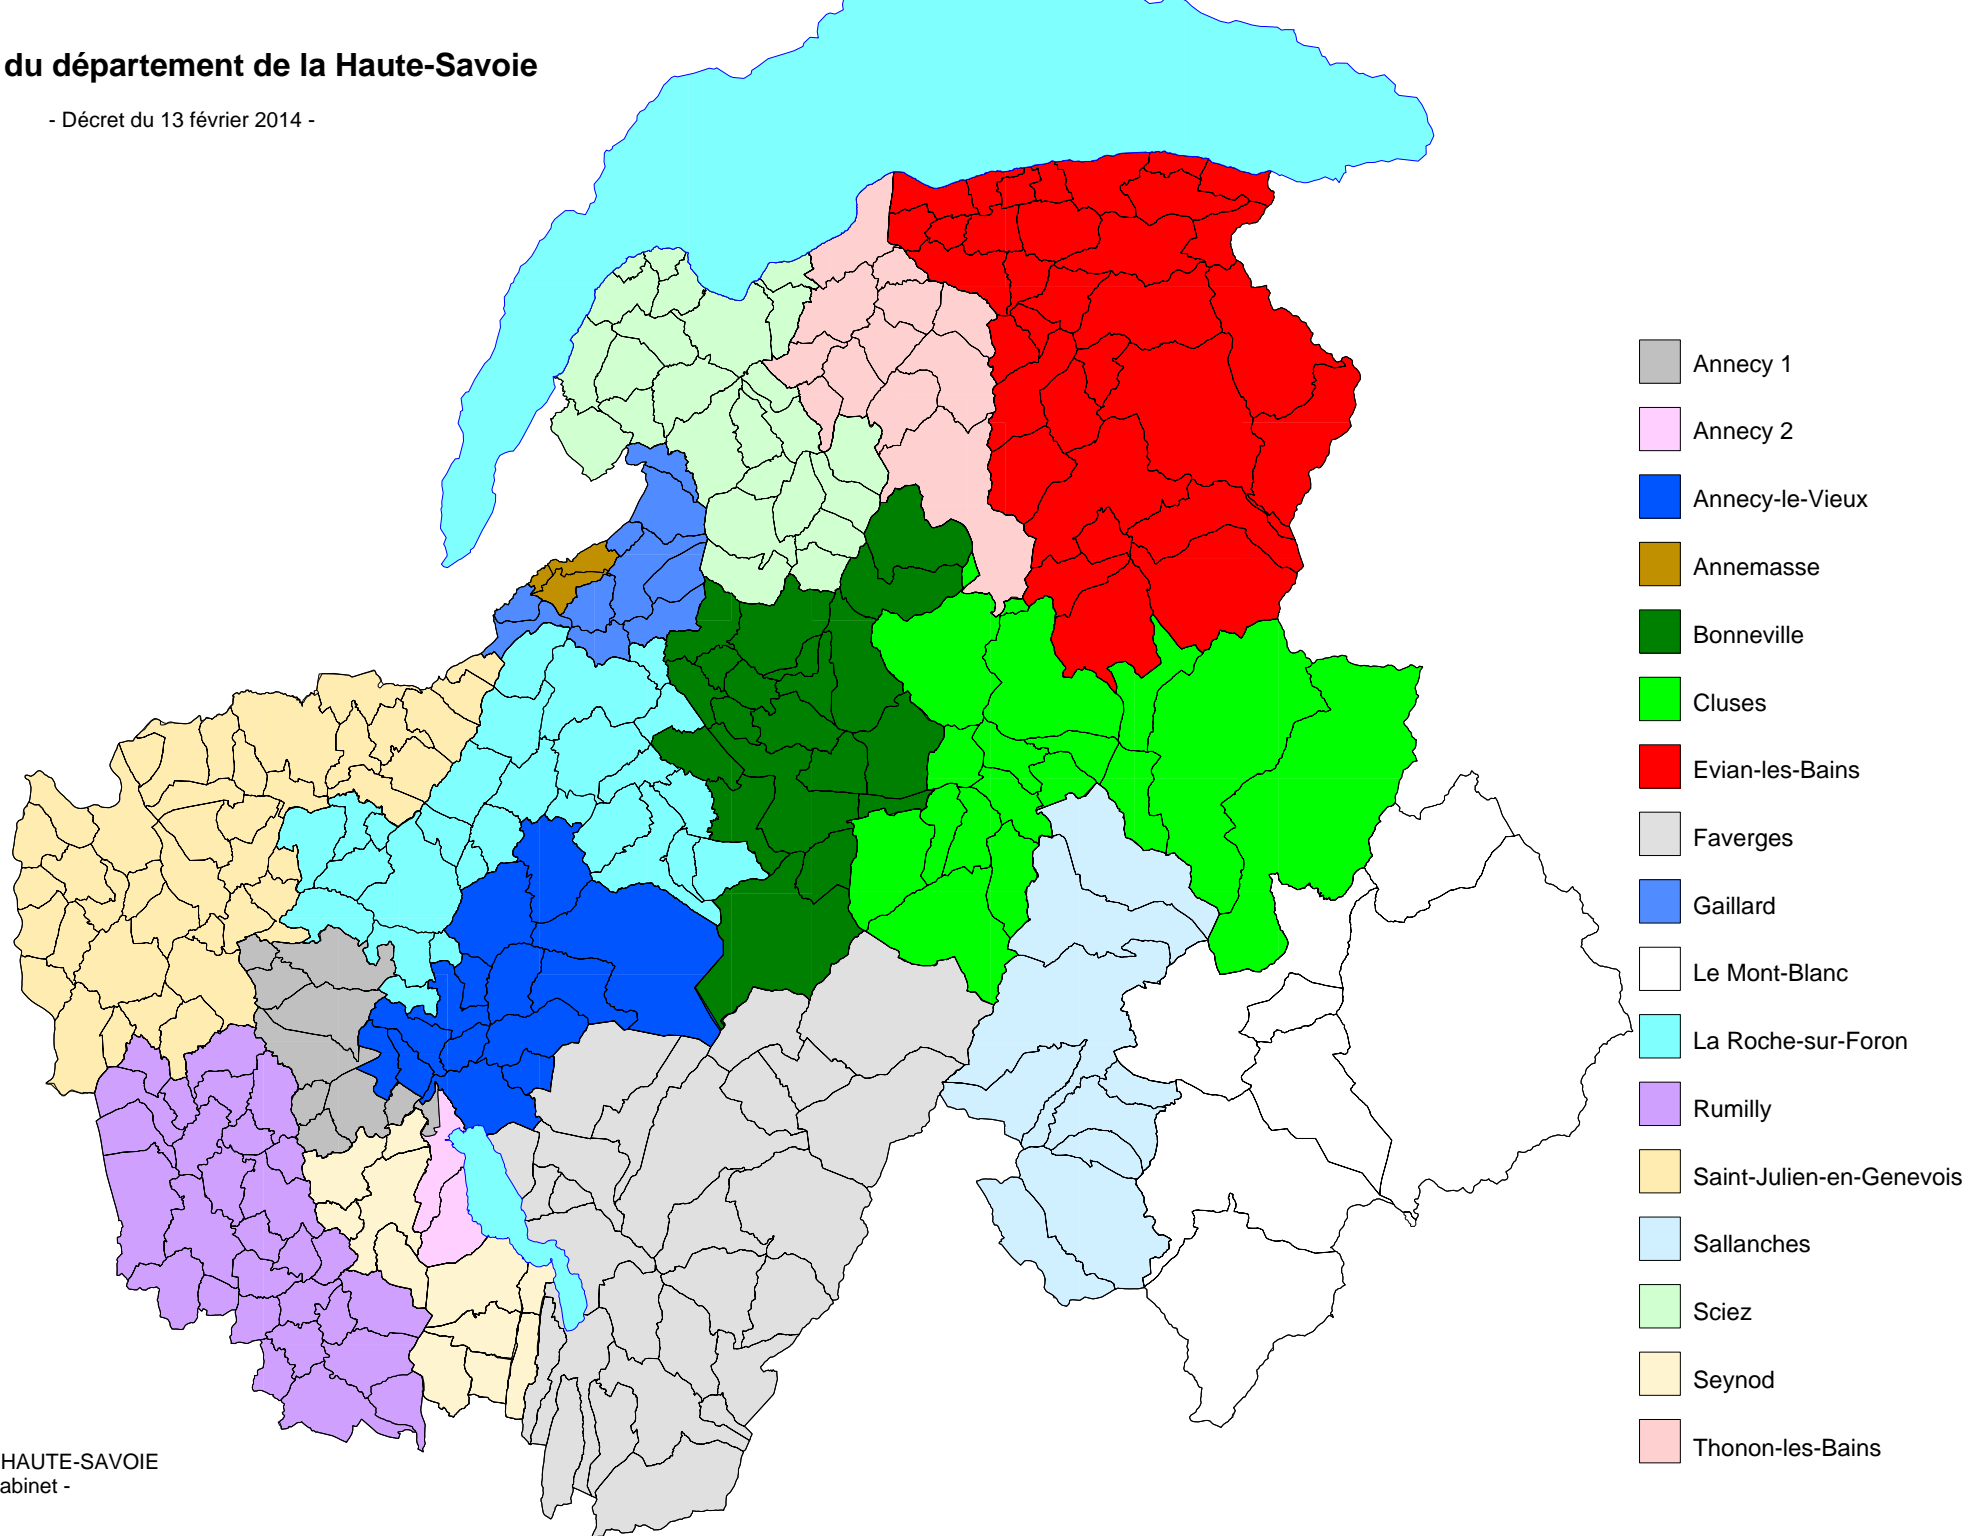 du département de la Haute-Savoie
- Décret du 13 février 2014 -
Annecy 1
Annecy 2
Annecy-le-Vieux
Annemasse
Bonneville
Cluses
Evian-les-Bains
Faverges
Gaillard
Le Mont-Blanc
La Roche-sur-Foron
Rumilly
Saint-Julien-en-Genevois
Sallanches
Sciez
Seynod
Thonon-les-Bains
HAUTE-SAVOIE
abinet -